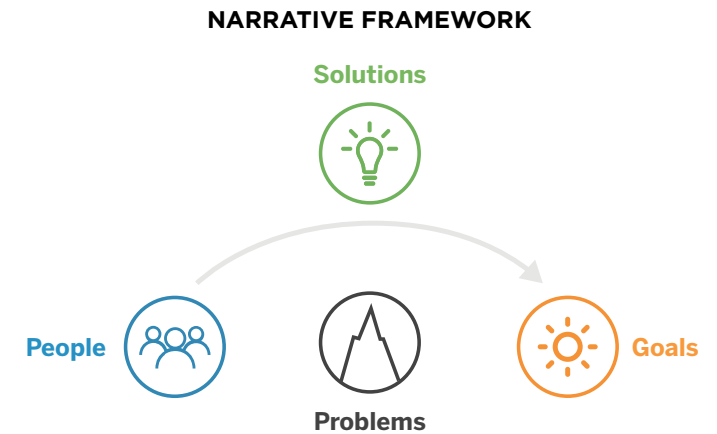 NARRATIVE FRAMEWORK
Solutions
People
Goals
Problems